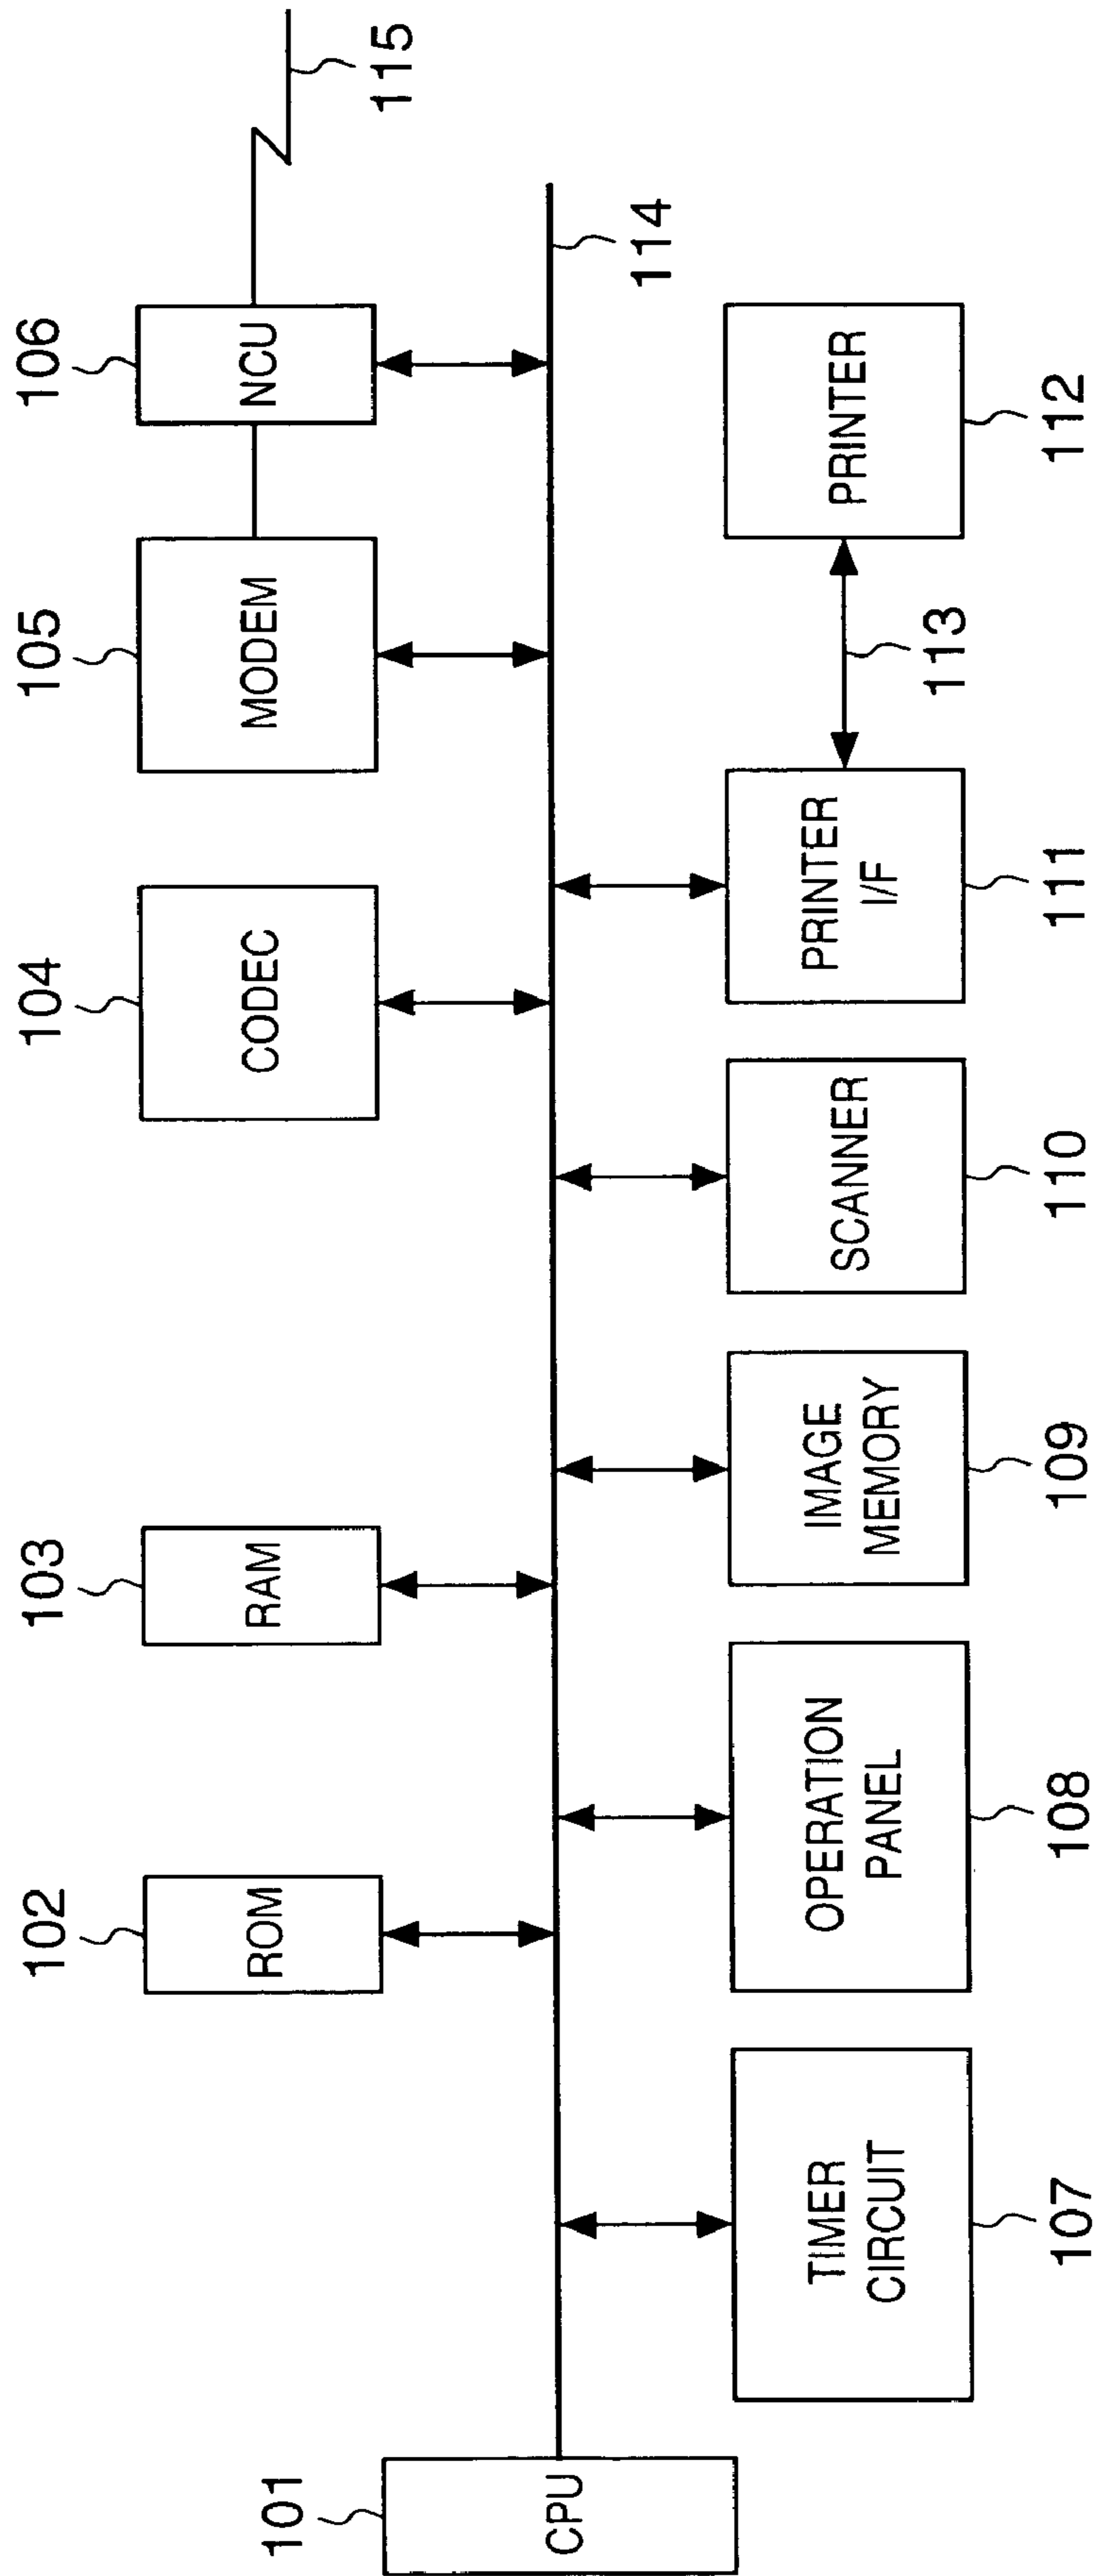 102
103
104
105
106
ROM
RAM
CODEC
MODEM
NCU
115
101
CPU
114
TIMER
CIRCUIT
OPERATION
PANEL
IMAGE
MEMORY
SCANNER
PRINTER
I/F
113
PRINTER
107
108
109
110
111
112